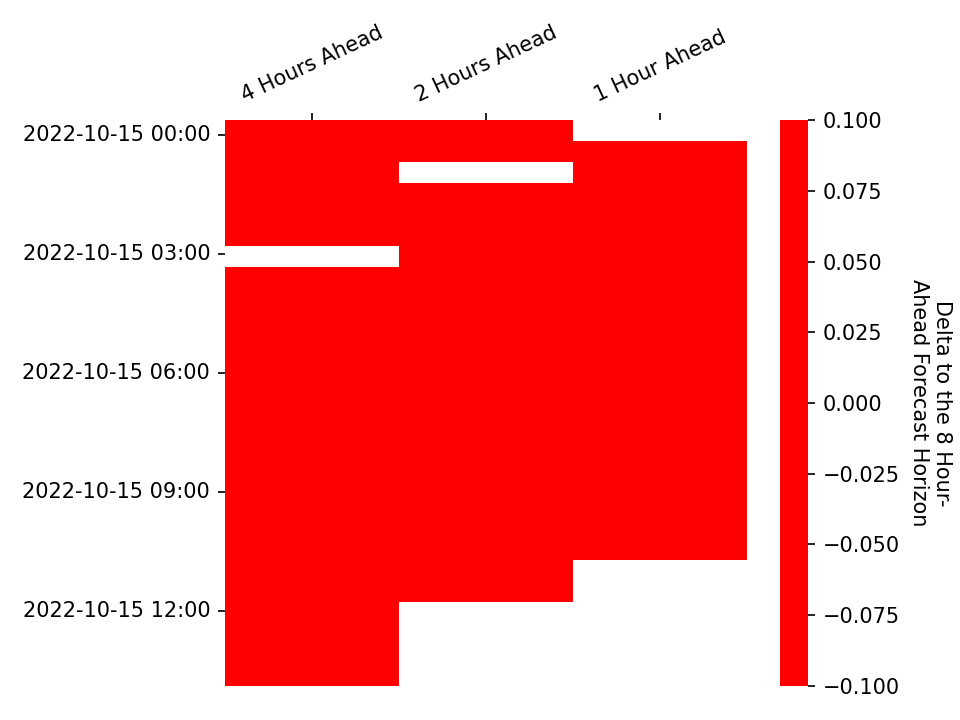 4 Hours Ahead
2 Hours Ahead
1 Hour Ahead
2022-10-15 00:00
2022-10-15 03:00
2022-10-15 06:00
2022-10-15 09:00
2022-10-15 12:00
0.100
0.075
0.050
0.025
0.000
−0.025
−0.050
−0.075
−0.100
Delta to the 8 Hour-
Ahead Forecast Horizon